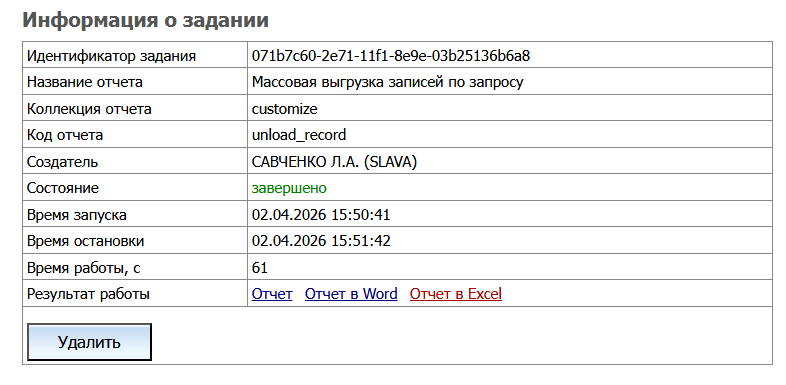 Информация о задании
Идентификатор задания 071b7c60-2e71-11f1-8e9e-03b25136b6a8
Название отчета Массовая выгрузка записей по запросу
Коллекция отчета customize
Код отчета unload_record
Создатель САВЧЕНКО Л.А. (SLAVA)
Состояние завершено
Время запуска 02.04.2026 15:50:41
Время остановки 02.04.2026 15:51:42
Время работы, с 61
Результат работы Отчет Отчет в Word Отчет в Excel
Удалить